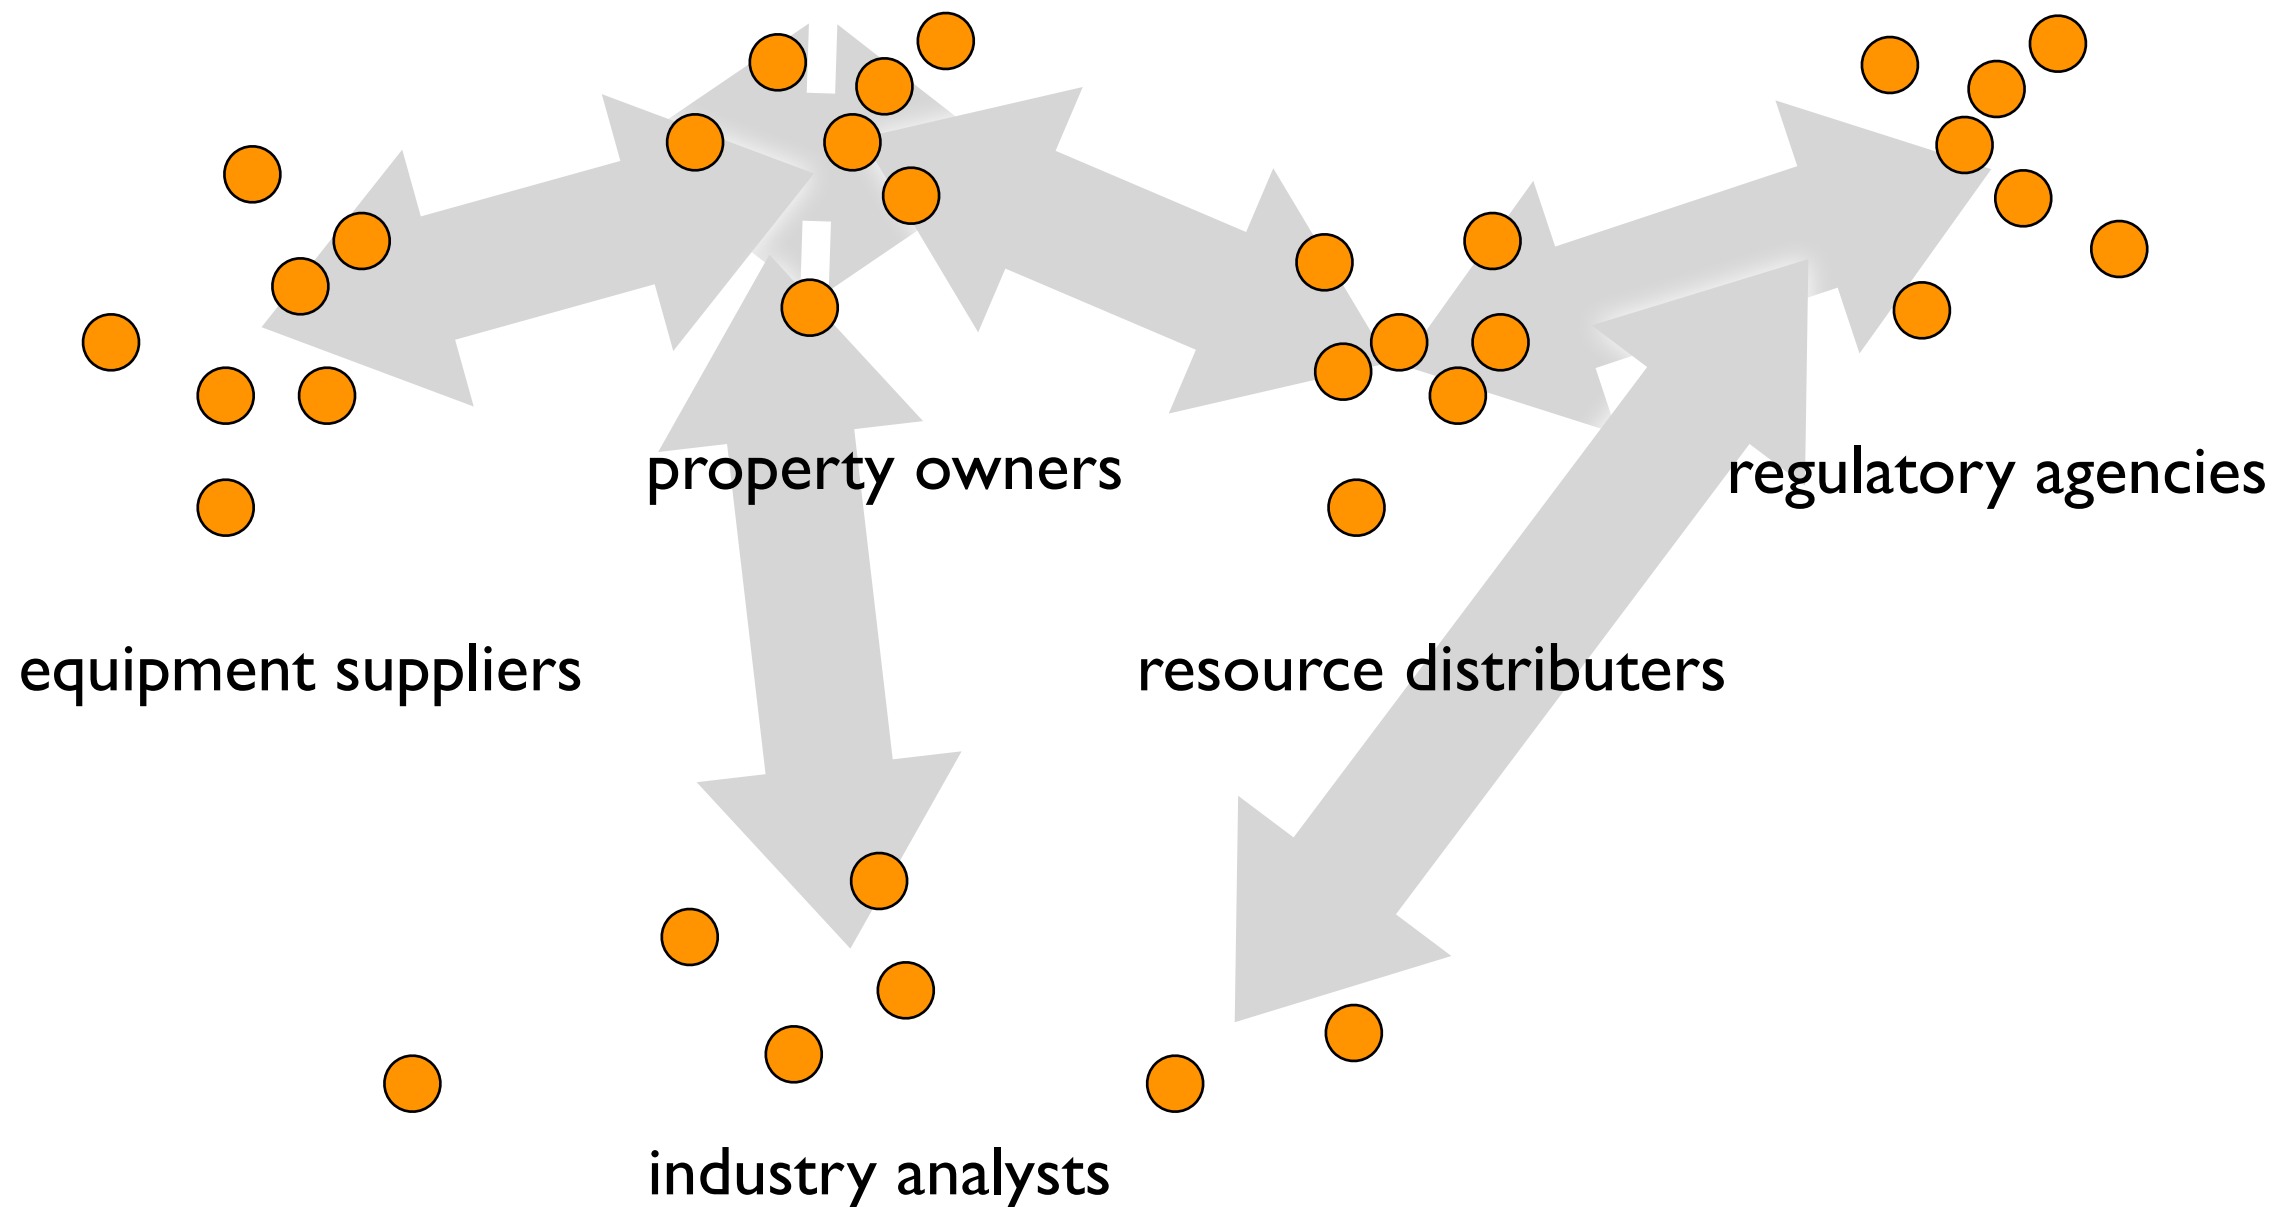 property owners
regulatory agencies
equipment suppliers
resource distributers
industry analysts